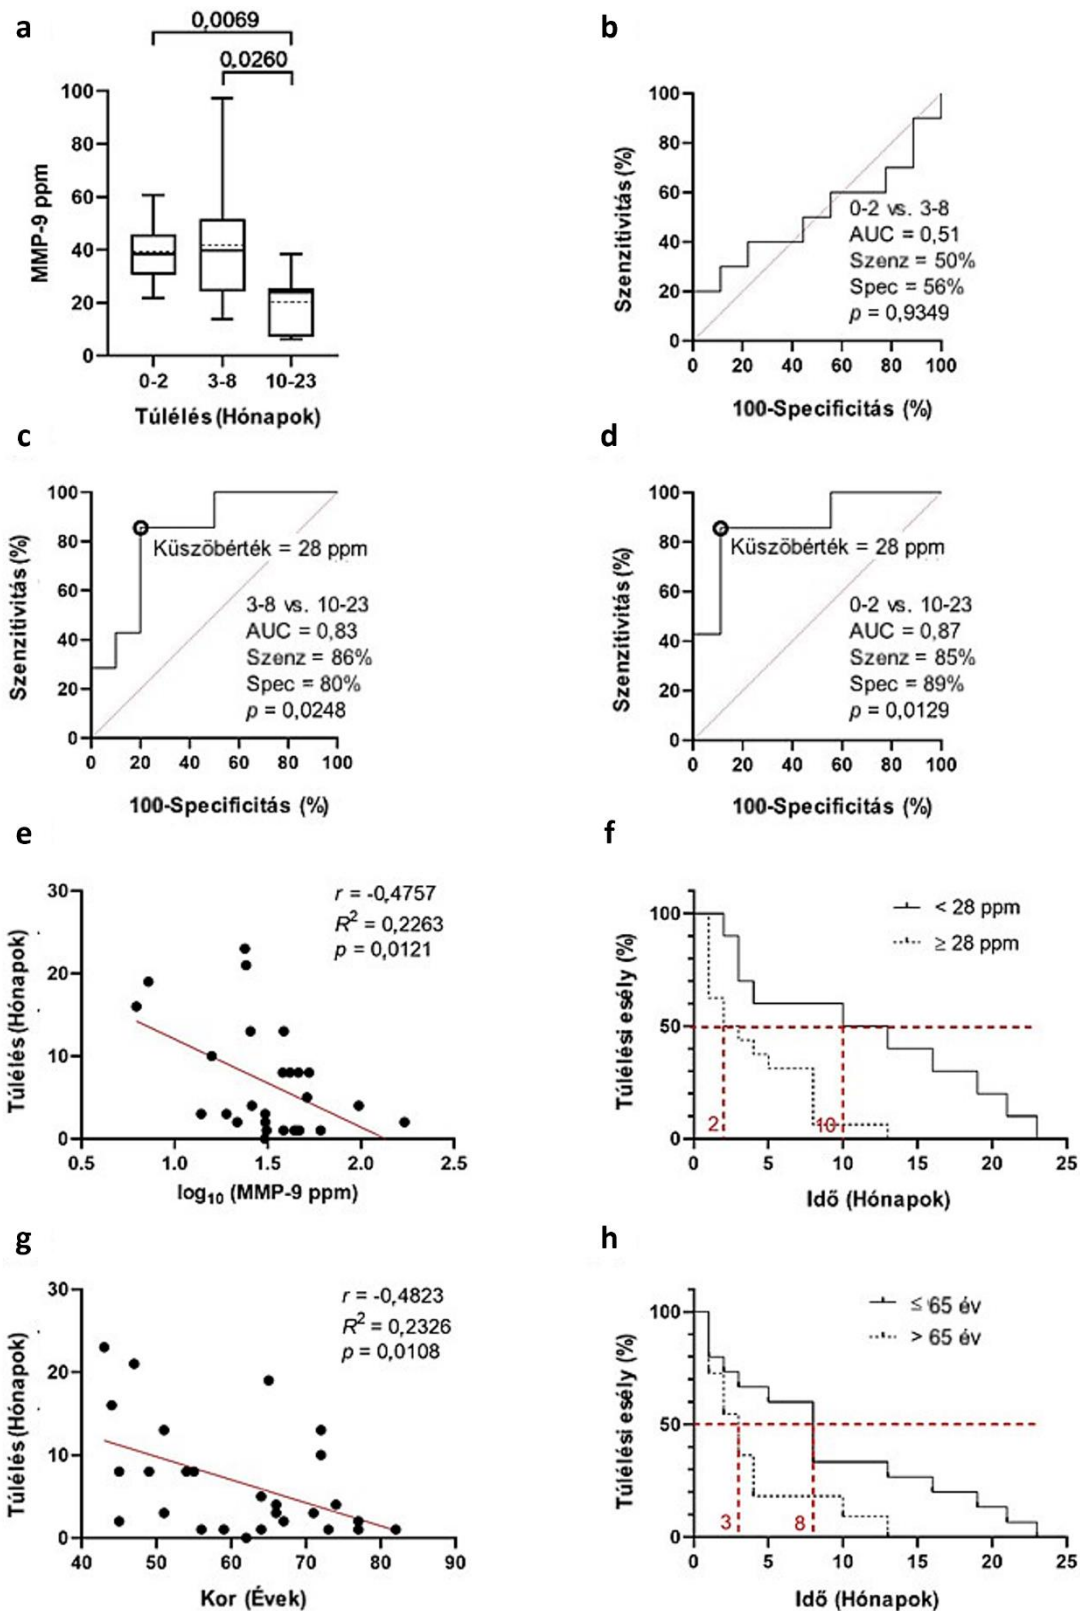 a
0,0069
0,0260
MMP-9 ppm
100
80
60
40
20
0
0-2 3-8 10-23
Túlélés (Hónapok)
b
Szenzitivitás (%)
100
80
60
40
20
0
0-2 vs. 3-8
AUC = 0,51
Szenz = 50%
Spec = 56%
p = 0,9349
0 20 40 60 80 100
100-Specificitás (%)
c
Szenzitivitás (%)
100
80
60
40
20
0
Küszöbérték = 28 ppm
3-8 vs. 10-23
AUC = 0,83
Szenz = 86%
Spec = 80%
p = 0,0248
0 20 40 60 80 100
100-Specificitás (%)
d
Szenzitivitás (%)
100
80
60
40
20
0
Küszöbérték = 28 ppm
0-2 vs. 10-23
AUC = 0,87
Szenz = 85%
Spec = 89%
p = 0,0129
0 20 40 60 80 100
100-Specificitás (%)
e
Túlélés (Hónapok)
30
20
10
0
r = -0,4757
R² = 0,2263
p = 0,0121
0.5 1.0 1.5 2.0 2.5
log₁₀ (MMP-9 ppm)
f
Túlélési esély (%)
100
50
0
< 28 ppm
≥ 28 ppm
2
10
0 5 10 15 20 25
Idő (Hónapok)
g
Túlélés (Hónapok)
30
20
10
0
r = -0,4823
R² = 0,2326
p = 0,0108
40 50 60 70 80 90
Kor (Évek)
h
Túlélési esély (%)
100
50
0
≤ 65 év
> 65 év
3
8
0 5 10 15 20 25
Idő (Hónapok)